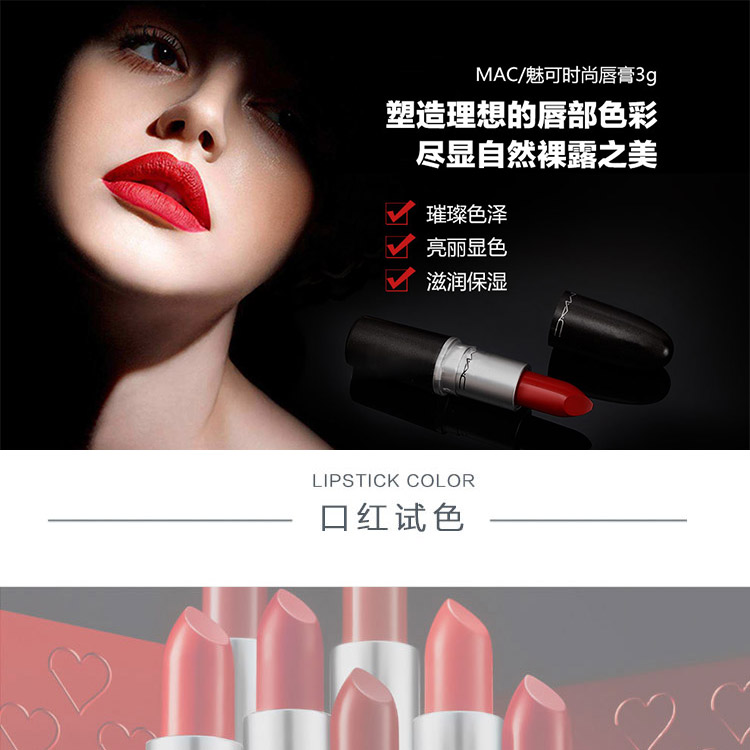 MAC/魅可时尚唇膏3g
塑造理想的唇部色彩
尽显自然裸露之美
璀璨色泽
亮丽显色
滋润保湿
MAC
MAC
LIPSTICK COLOR
口红试色